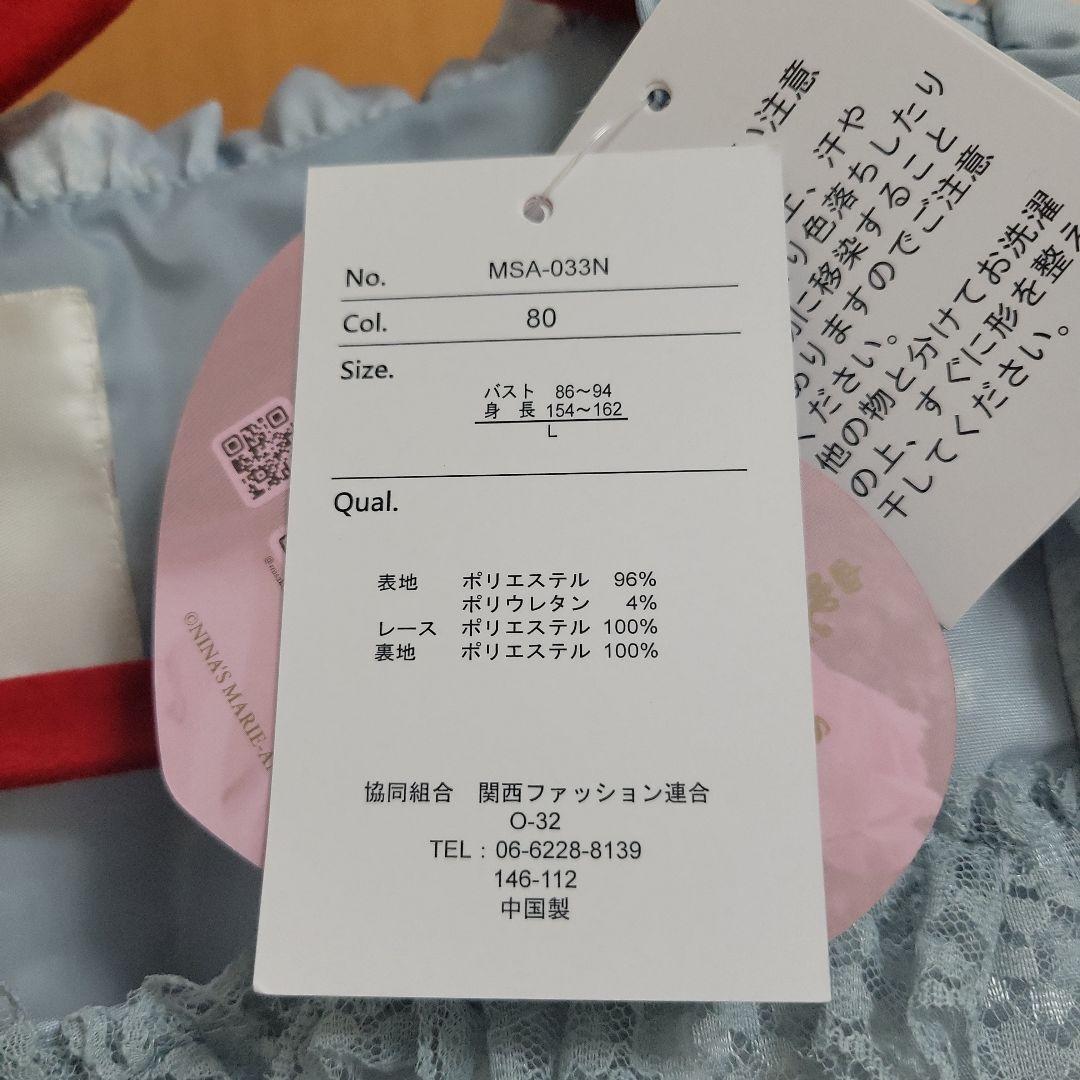 No. MSA-033N
Col. 80
Size.
バスト 86〜94
身 長 154〜162
L
Qual.
表地 ポリエステル 96%
ポリウレタン 4%
レース ポリエステル 100%
裏地 ポリエステル 100%
協同組合 関西ファッション連合
O-32
TEL：06-6228-8139
146-112
中国製
注意
上、汗や
り色落ちしたり
に移染すること
ありますのでご注意
ください。
他の物と分けてお洗濯
の上、すぐに形を整え
干してください。
©NINA'S MARIE-A